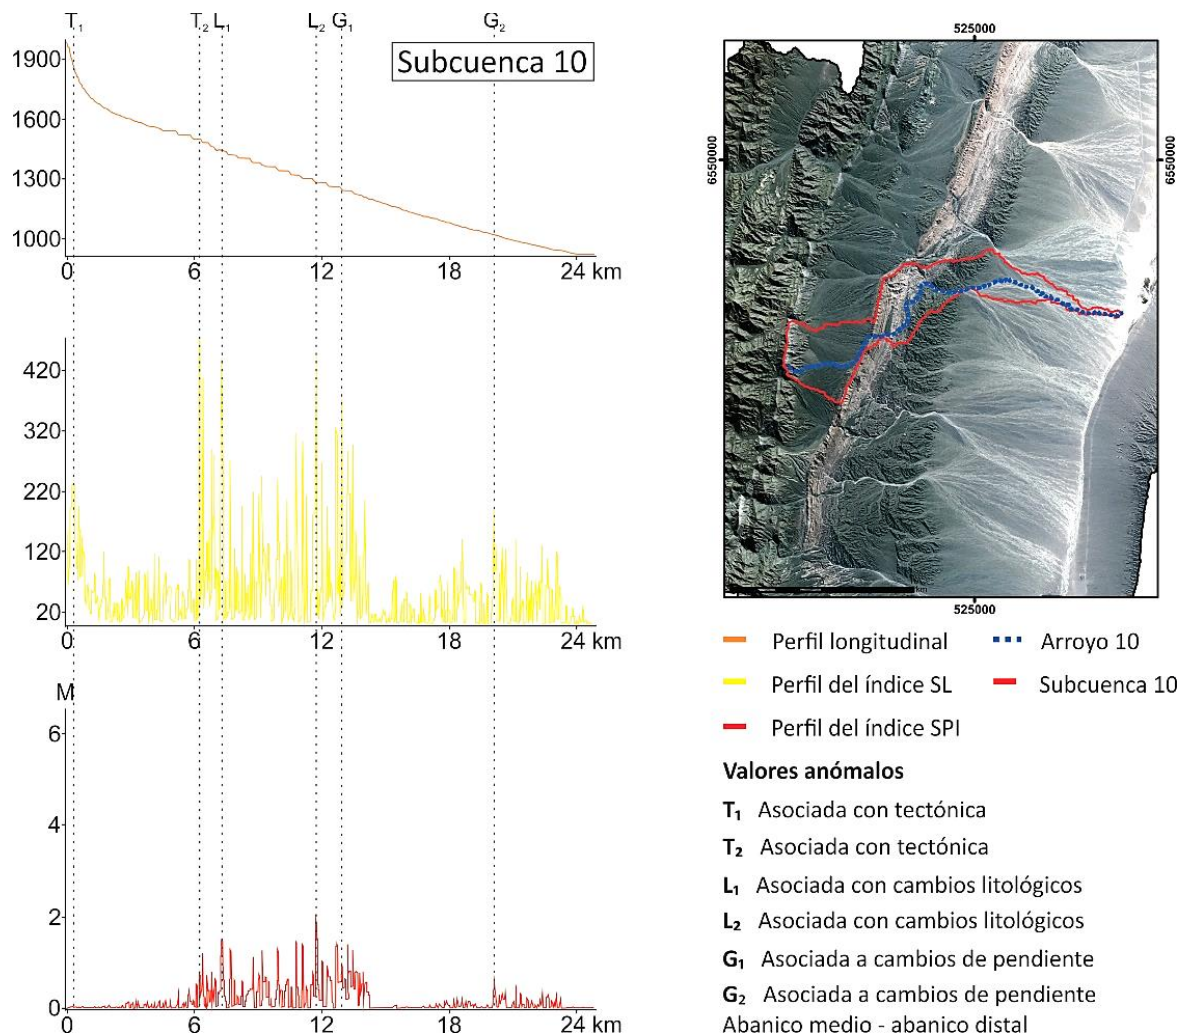 T₁ T₂ L₁ L₂ G₁ G₂
Subcuenca 10
1900
1600
1300
1000
0 6 12 18 24 km
420
320
220
120
20
0 6 12 18 24 km
M
6
4
2
0
0 6 12 18 24 km
525000
6550000
6550000
525000
Perfil longitudinal
Arroyo 10
Perfil del índice SL
Subcuenca 10
Perfil del índice SPI
Valores anómalos
T₁ Asociada con tectónica
T₂ Asociada con tectónica
L₁ Asociada con cambios litológicos
L₂ Asociada con cambios litológicos
G₁ Asociada a cambios de pendiente
G₂ Asociada a cambios de pendiente
Abanico medio - abanico distal